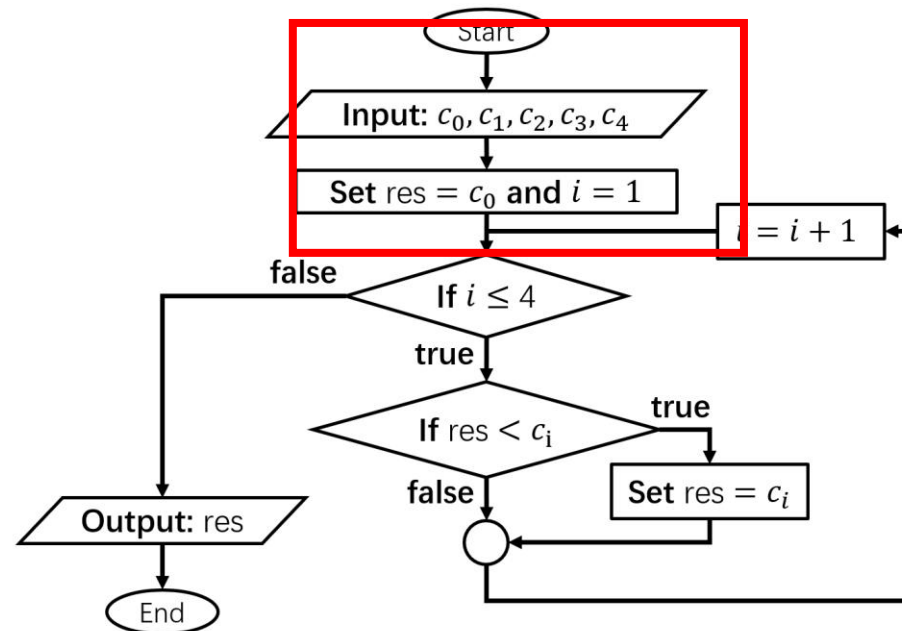 Start
Input: c₀, c₁, c₂, c₃, c₄
Set res = c₀ and i = 1
i = i + 1
false
If i ≤ 4
true
If res < cᵢ
true
false
Set res = cᵢ
Output: res
End